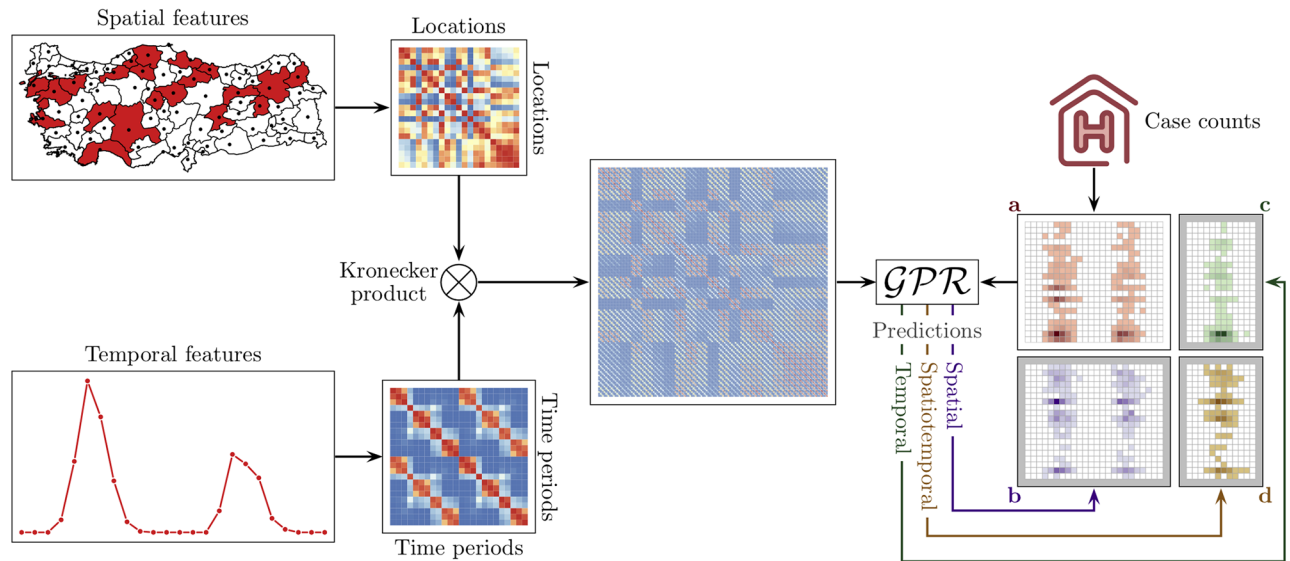 Spatial features
Locations
Locations
Case counts
a
c
Kronecker
product
GPR
Predictions
Temporal
Spatiotemporal
Spatial
Temporal features
Time periods
Time periods
b
d